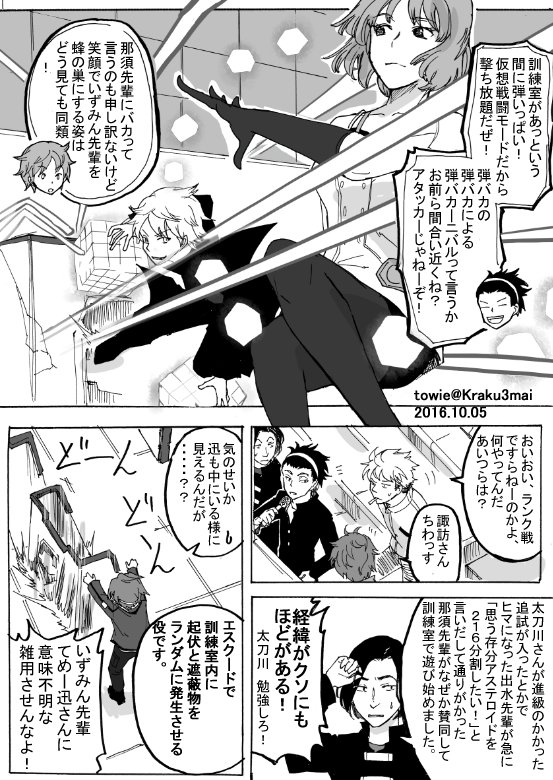 訓練室があっという
間に弾いっぱい!
仮想戦闘モードだから
撃ち放題だぜ!
弾バカの
弾バカによる
弾バカーニバルって言うか
お前ら間合い近くね?
アタッカーじゃねーぞ!
那須先輩にバカって
言うのも申し訳ないけど
笑顔でいずみん先輩を
蜂の巣にする姿は
どう見ても同類
!
towie@Kraku3mai
2016.10.05
おいおい、ランク戦
ですらねーのかよ、
何やってんだ
あいつらは?
諏訪さん
ちわっす
気のせいか
迅も中にいる様に
見えるんだが
・・・・??
どーん
どーん
エスクードで
訓練室内に
起伏と遮蔽物を
ランダムに発生させる
役です。
いずみん先輩
てめー迅さんに
意味不明な
雑用させんなよ!
太刀川さんが進級のかかった
追試が入ったとかで
ヒマになった出水先輩が急に
「思う存分アステロイドを
216分割したい!」と
言いだして通りがかった
那須先輩がなぜか賛同して
訓練室で遊び始めました。
経緯がクソにも
ほどがある!
太刀川 勉強しろ!